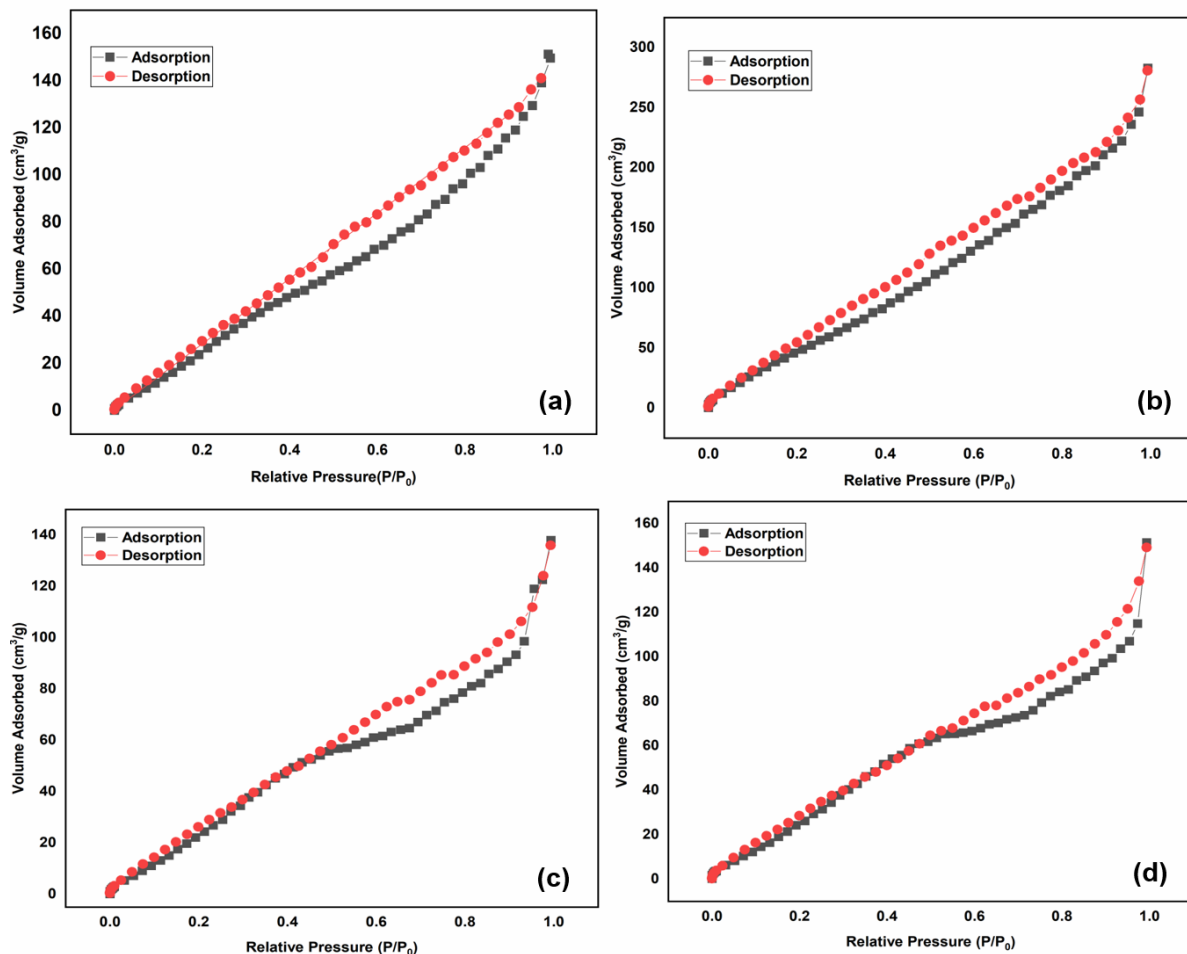 160
140
120
100
80
60
40
20
0
Volume Adsorbed (cm³/g)
Adsorption
Desorption
(a)
0.0 0.2 0.4 0.6 0.8 1.0
Relative Pressure(P/P₀)
300
250
200
150
100
50
0
Volume Adsorbed (cm³/g)
Adsorption
Desorption
(b)
0.0 0.2 0.4 0.6 0.8 1.0
Relative Pressure (P/P₀)
140
120
100
80
60
40
20
0
Volume Adsorbed (cm³/g)
Adsorption
Desorption
(c)
0.0 0.2 0.4 0.6 0.8 1.0
Relative Pressure (P/P₀)
160
140
120
100
80
60
40
20
0
Volume Adsorbed (cm³/g)
Adsorption
Desorption
(d)
0.0 0.2 0.4 0.6 0.8 1.0
Relative Pressure (P/P₀)